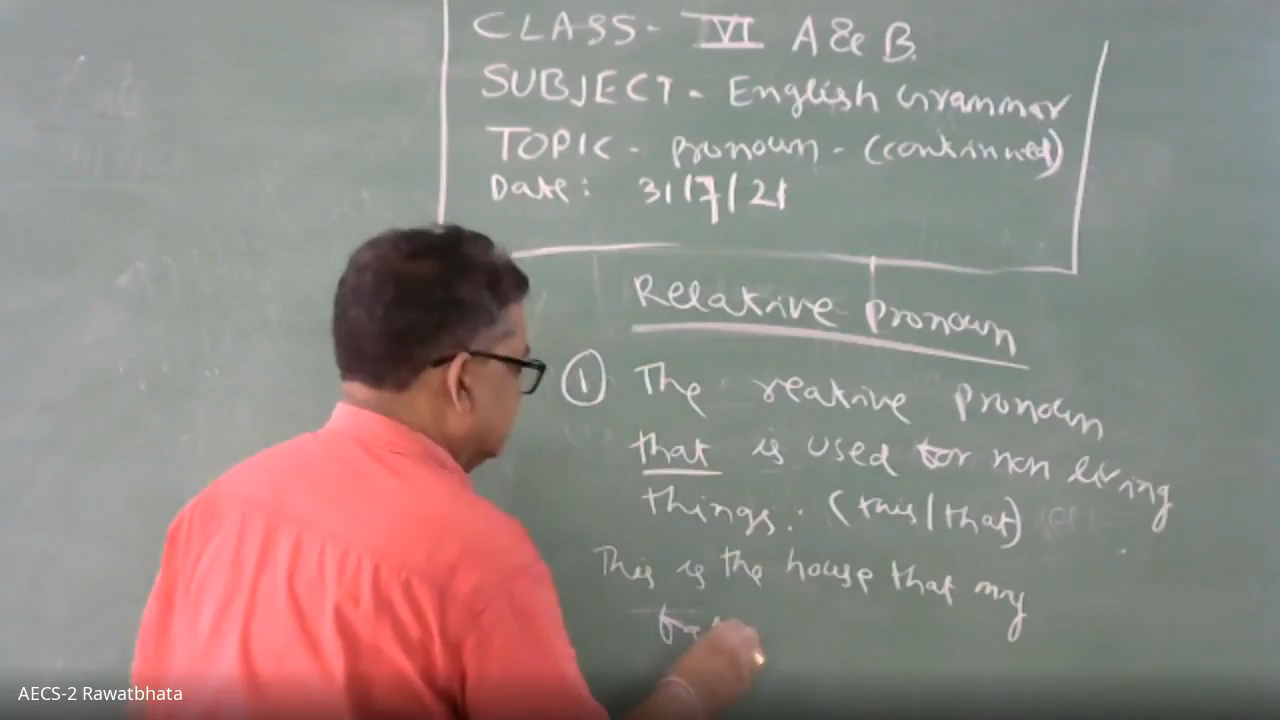 CLASS - VI A & B.
SUBJECT - English Grammar
TOPIC - pronoun - (continued)
Date: 31/7/21
Relative pronoun
① The reative pronoun
that is used for non living
things. (this/that)
This is the house that my
AECS-2 Rawatbhata